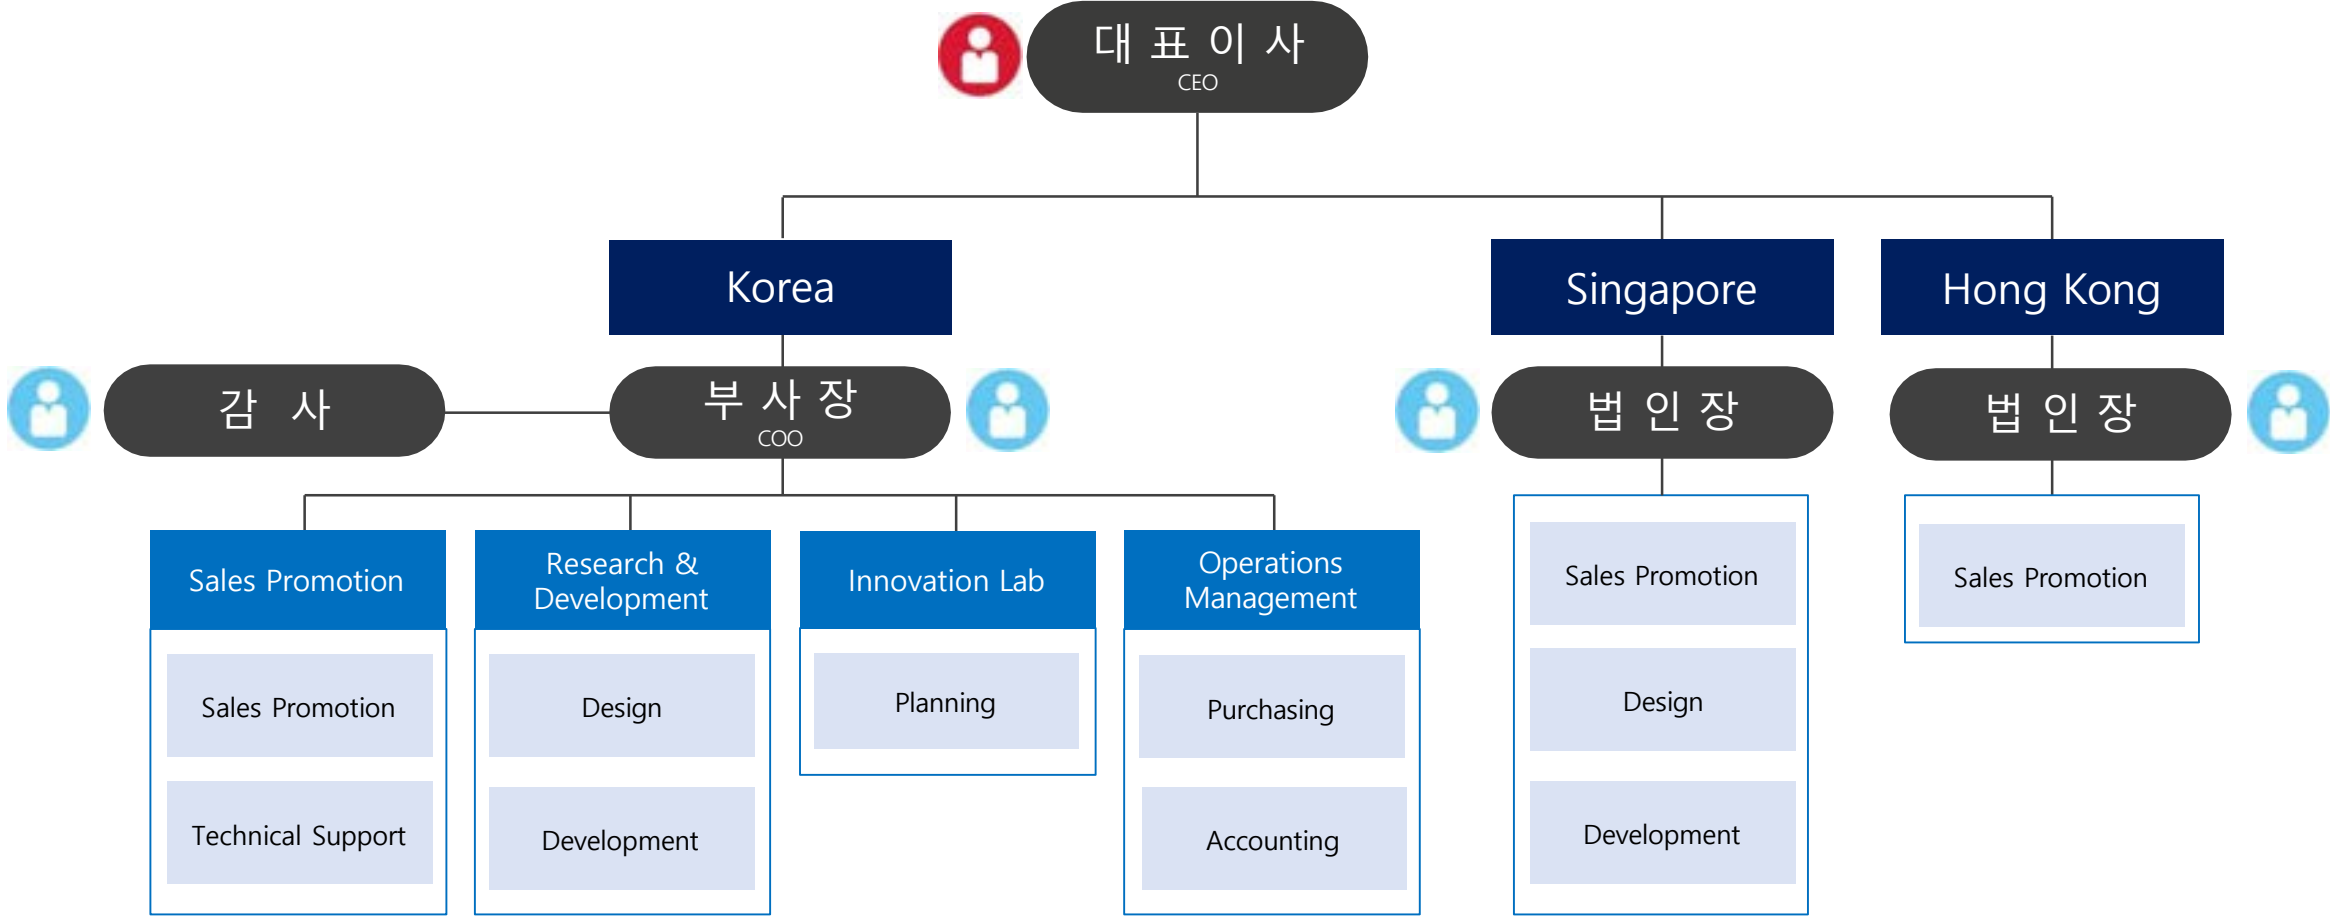 대 표 이 사
CEO
Korea
Singapore
Hong Kong
감 사
부 사 장
COO
법 인 장
법 인 장
Sales Promotion
Research &
Development
Innovation Lab
Operations
Management
Sales Promotion
Technical Support
Design
Development
Planning
Purchasing
Accounting
Sales Promotion
Design
Development
Sales Promotion